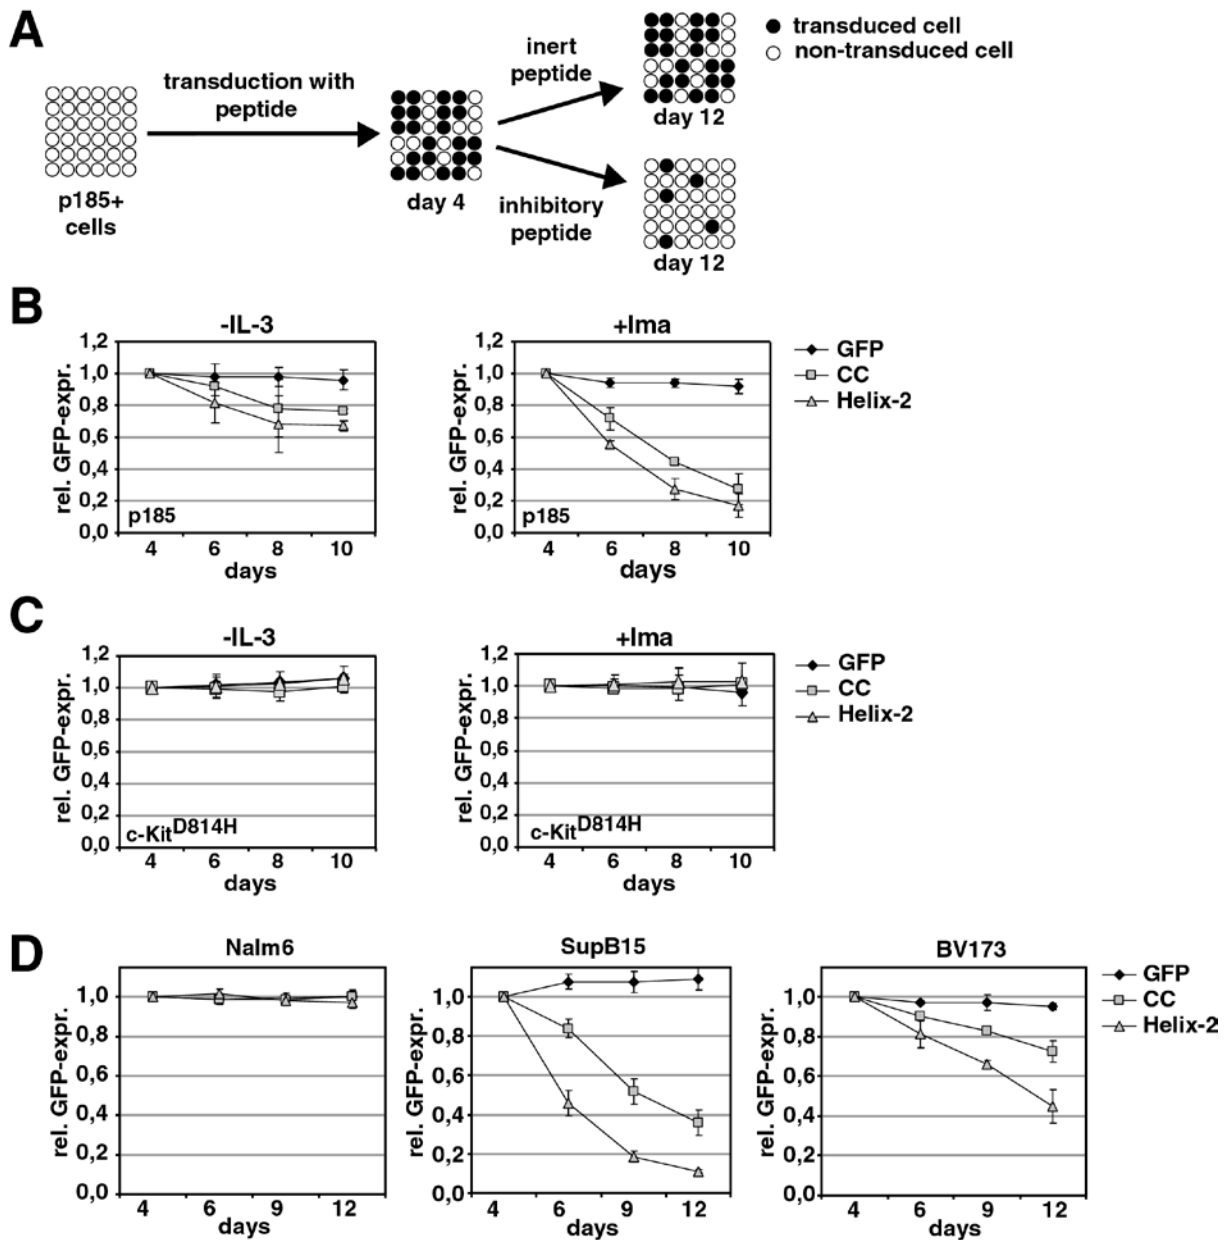 A
transduction with
peptide
p185+
cells
day 4
inert
peptide
inhibitory
peptide
day 12
day 12
transduced cell
non-transduced cell
B
-IL-3
rel. GFP-expr.
1,2
1,0
0,8
0,6
0,4
0,2
0,0
p185
4 6 8 10
days
+Ima
rel. GFP-expr.
1,2
1,0
0,8
0,6
0,4
0,2
0,0
p185
4 6 8 10
days
GFP
CC
Helix-2
C
-IL-3
rel. GFP-expr.
1,2
1,0
0,8
0,6
0,4
0,2
0,0
c-KitD814H
4 6 8 10
days
+Ima
rel. GFP-expr.
1,2
1,0
0,8
0,6
0,4
0,2
0,0
c-KitD814H
4 6 8 10
days
GFP
CC
Helix-2
D
Nalm6
rel. GFP-expr.
1,0
0,8
0,6
0,4
0,2
0,0
4 6 9 12
days
SupB15
rel. GFP-expr.
1,0
0,8
0,6
0,4
0,2
0,0
4 6 9 12
days
BV173
rel. GFP-expr.
1,0
0,8
0,6
0,4
0,2
0,0
4 6 9 12
days
GFP
CC
Helix-2